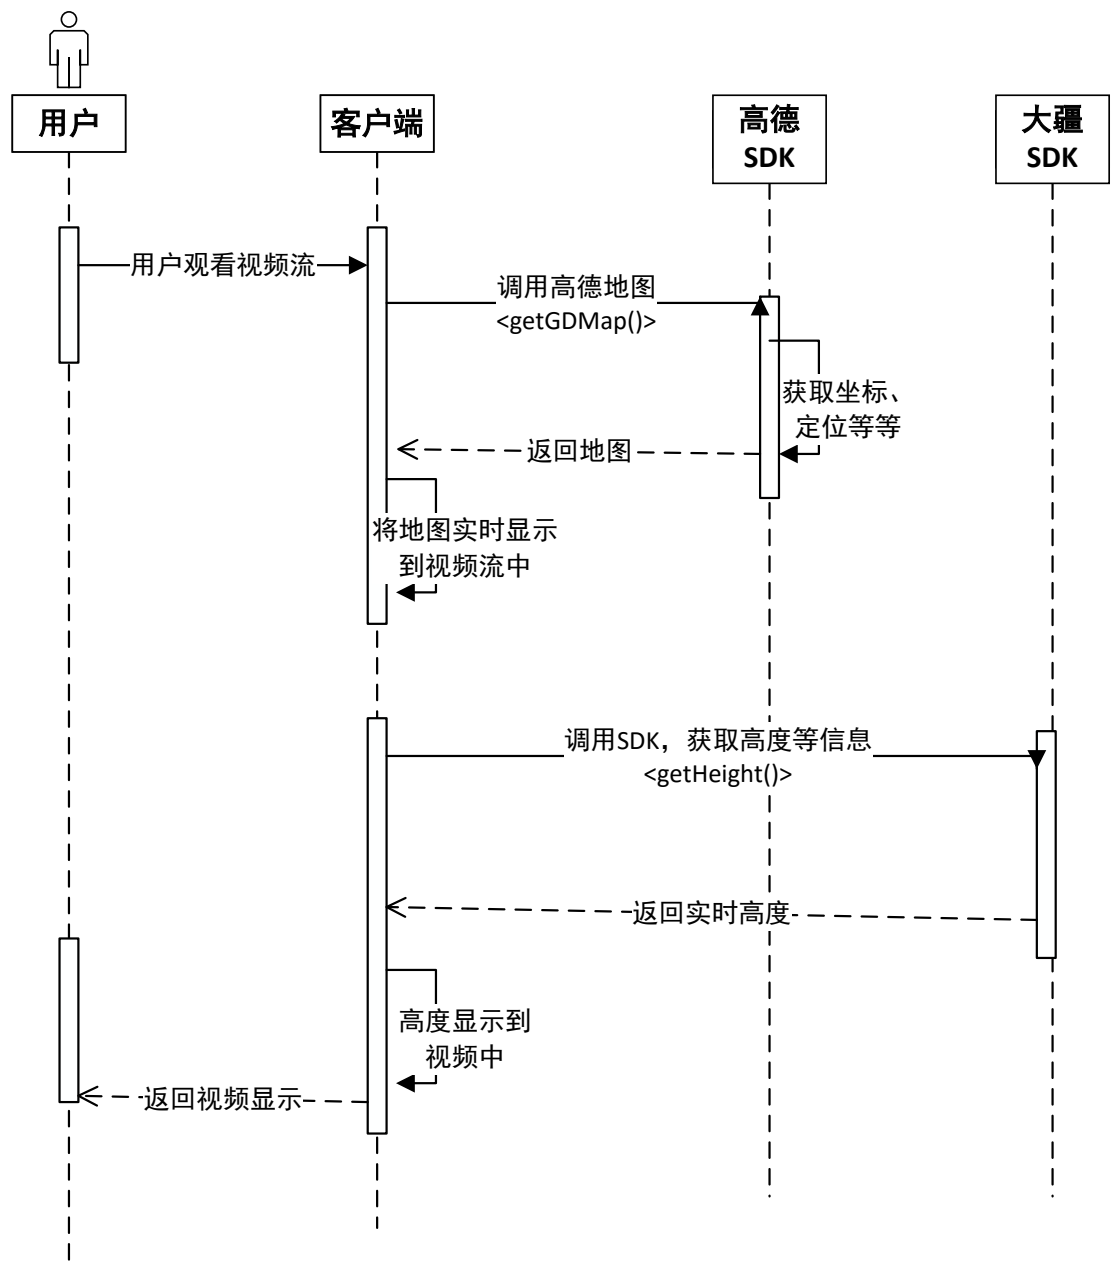 用户
客户端
高德
SDK
大疆
SDK
用户观看视频流
调用高德地图
<getGDMap()>
获取坐标、
定位等等
返回地图
将地图实时显示
到视频流中
调用SDK，获取高度等信息
<getHeight()>
返回实时高度
高度显示到
视频中
返回视频显示